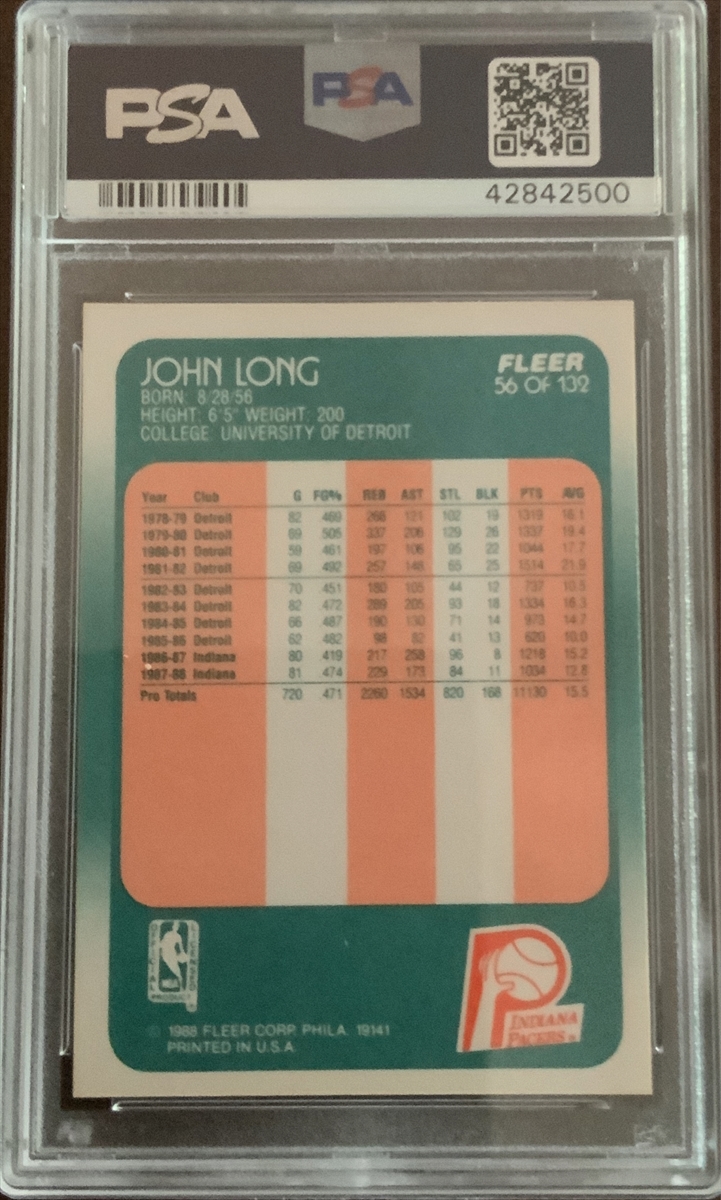 PSA
PSA
42842500
JOHN LONG
FLEER
56 OF 132
BORN: 8/28/56
HEIGHT: 6'5" WEIGHT: 200
COLLEGE: UNIVERSITY OF DETROIT
Year Club G FG% REB AST STL BLK PTS AVG
1978-79 Detroit 82 .469 266 121 102 19 1319 16.1
1979-80 Detroit 69 .505 337 206 129 26 1337 19.4
1980-81 Detroit 59 .461 197 106 95 22 1044 17.7
1981-82 Detroit 69 .492 257 148 65 25 1514 21.9
1982-83 Detroit 70 .451 180 105 44 12 737 10.5
1983-84 Detroit 82 .472 289 205 93 18 1334 16.3
1984-85 Detroit 66 .487 190 130 71 14 973 14.7
1985-86 Detroit 62 .482 98 82 41 13 620 10.0
1986-87 Indiana 80 .419 217 258 96 8 1218 15.2
1987-88 Indiana 81 .474 229 173 84 11 1034 12.8
Pro Totals 720 .471 2260 1534 820 168 11130 15.5
OFFICIAL LICENSED
NBA
PRODUCT
INDIANA
PACERS
© 1988 FLEER CORP. PHILA. 19141
PRINTED IN U.S.A.